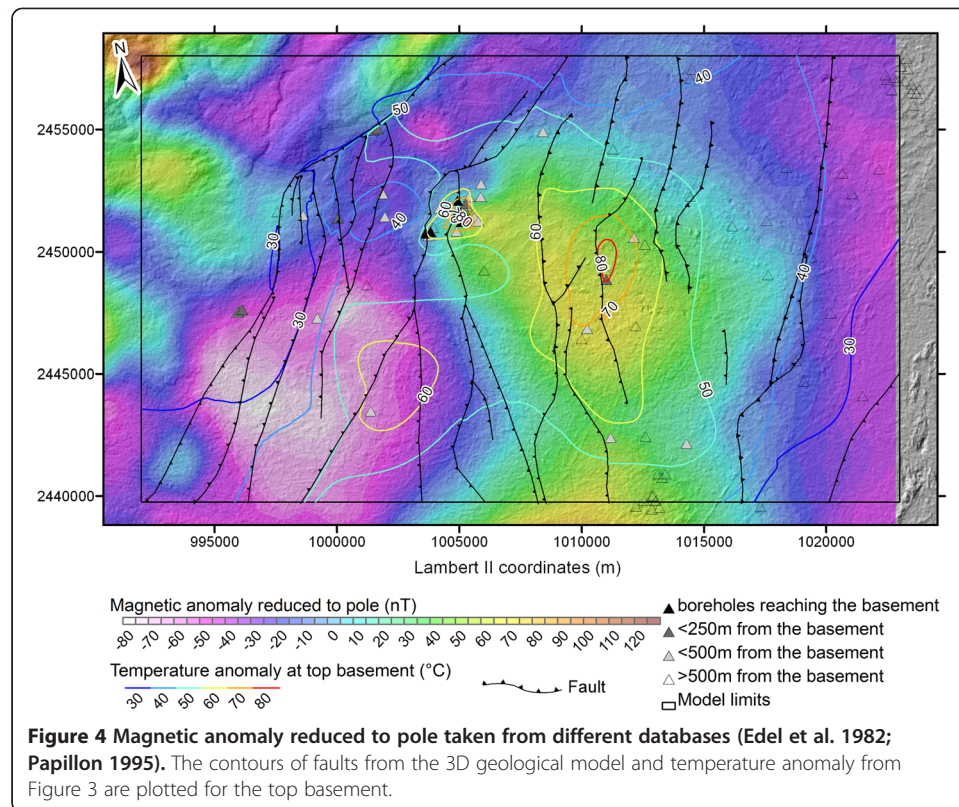 N
2455000
2450000
2445000
2440000
50
40
60
80
40
30
60
80
40
70
30
30
60
50
995000 1000000 1005000 1010000 1015000 1020000
Lambert II coordinates (m)
Magnetic anomaly reduced to pole (nT)
-80 -70 -60 -50 -40 -30 -20 -10 0 10 20 30 40 50 60 70 80 90 100 110 120
Temperature anomaly at top basement (°C)
30 40 50 60 70 80
Fault
boreholes reaching the basement
<250m from the basement
<500m from the basement
>500m from the basement
Model limits
Figure 4 Magnetic anomaly reduced to pole taken from different databases (Edel et al. 1982;
Papillon 1995). The contours of faults from the 3D geological model and temperature anomaly from
Figure 3 are plotted for the top basement.